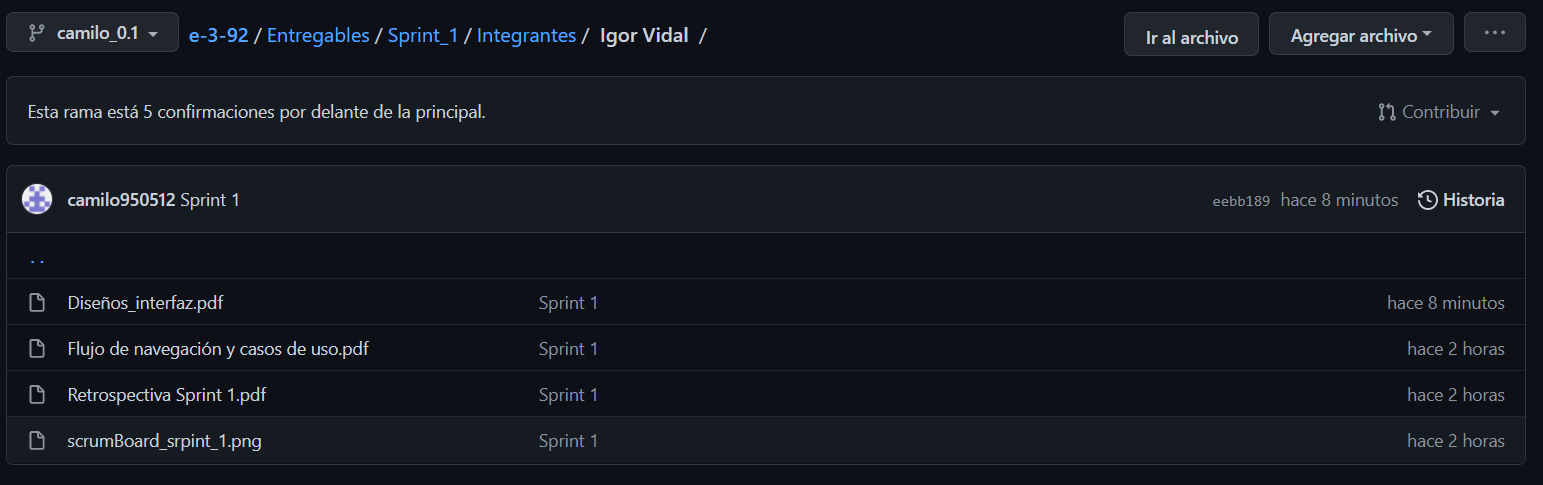 camilo_0.1 e-3-92 / Entregables / Sprint_1 / Integrantes / Igor Vidal / Ir al archivo Agregar archivo ...
Esta rama está 5 confirmaciones por delante de la principal. Contribuir
camilo950512 Sprint 1 eebb189 hace 8 minutos Historia
..
Diseños_interfaz.pdf Sprint 1 hace 8 minutos
Flujo de navegación y casos de uso.pdf Sprint 1 hace 2 horas
Retrospectiva Sprint 1.pdf Sprint 1 hace 2 horas
scrumBoard_srpint_1.png Sprint 1 hace 2 horas